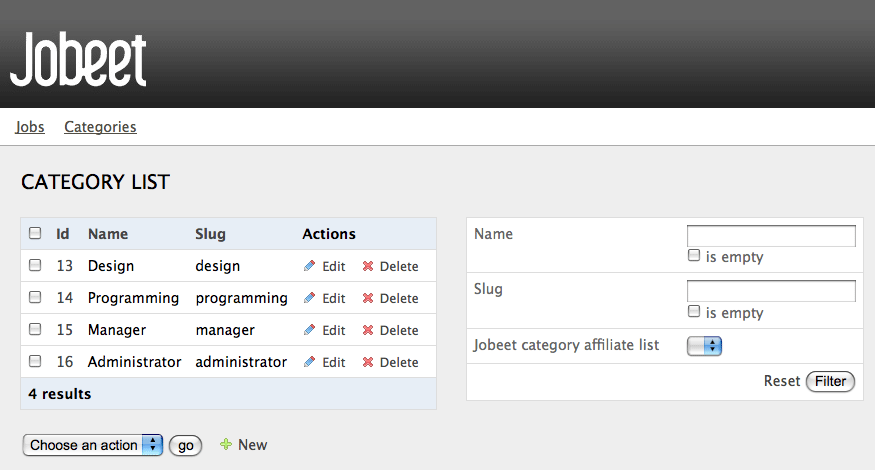 Jobeet
Jobs Categories
CATEGORY LIST
Id Name Slug Actions
13 Design design Edit Delete
14 Programming programming Edit Delete
15 Manager manager Edit Delete
16 Administrator administrator Edit Delete
4 results
Choose an action go New
Name
is empty
Slug
is empty
Jobeet category affiliate list
Reset Filter